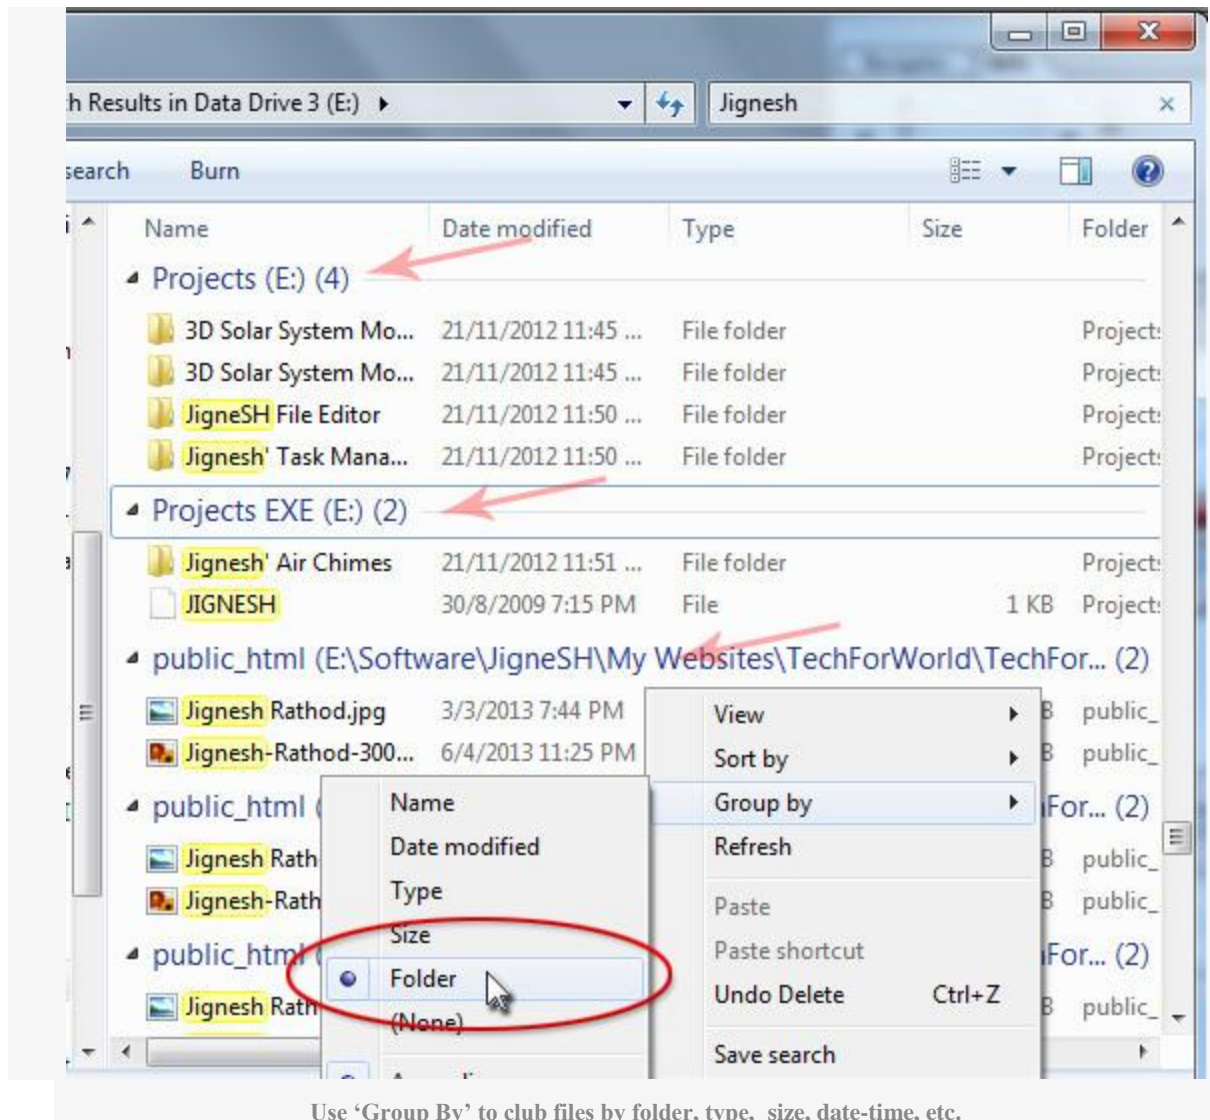 h Results in Data Drive 3 (E:)
Jignesh
search Burn
Name Date modified Type Size Folder
Projects (E:) (4)
3D Solar System Mo... 21/11/2012 11:45 ... File folder Projects
3D Solar System Mo... 21/11/2012 11:45 ... File folder Projects
JigneSH File Editor 21/11/2012 11:50 ... File folder Projects
Jignesh' Task Mana... 21/11/2012 11:50 ... File folder Projects
Projects EXE (E:) (2)
Jignesh' Air Chimes 21/11/2012 11:51 ... File folder Projects
JIGNESH 30/8/2009 7:15 PM File 1 KB Projects
public_html (E:\Software\JigneSH\My Websites\TechForWorld\TechFor... (2)
Jignesh Rathod.jpg 3/3/2013 7:44 PM B public_
Jignesh-Rathod-300... 6/4/2013 11:25 PM B public_
public_html ( For... (2)
Jignesh Rath B public_
Jignesh-Rath B public_
public_html ( For... (2)
Jignesh Rath B public_
View
Sort by
Group by
Refresh
Paste
Paste shortcut
Undo Delete Ctrl+Z
Save search
Name
Date modified
Type
Size
Folder
(None)
Use ‘Group By’ to club files by folder, type, size, date-time, etc.